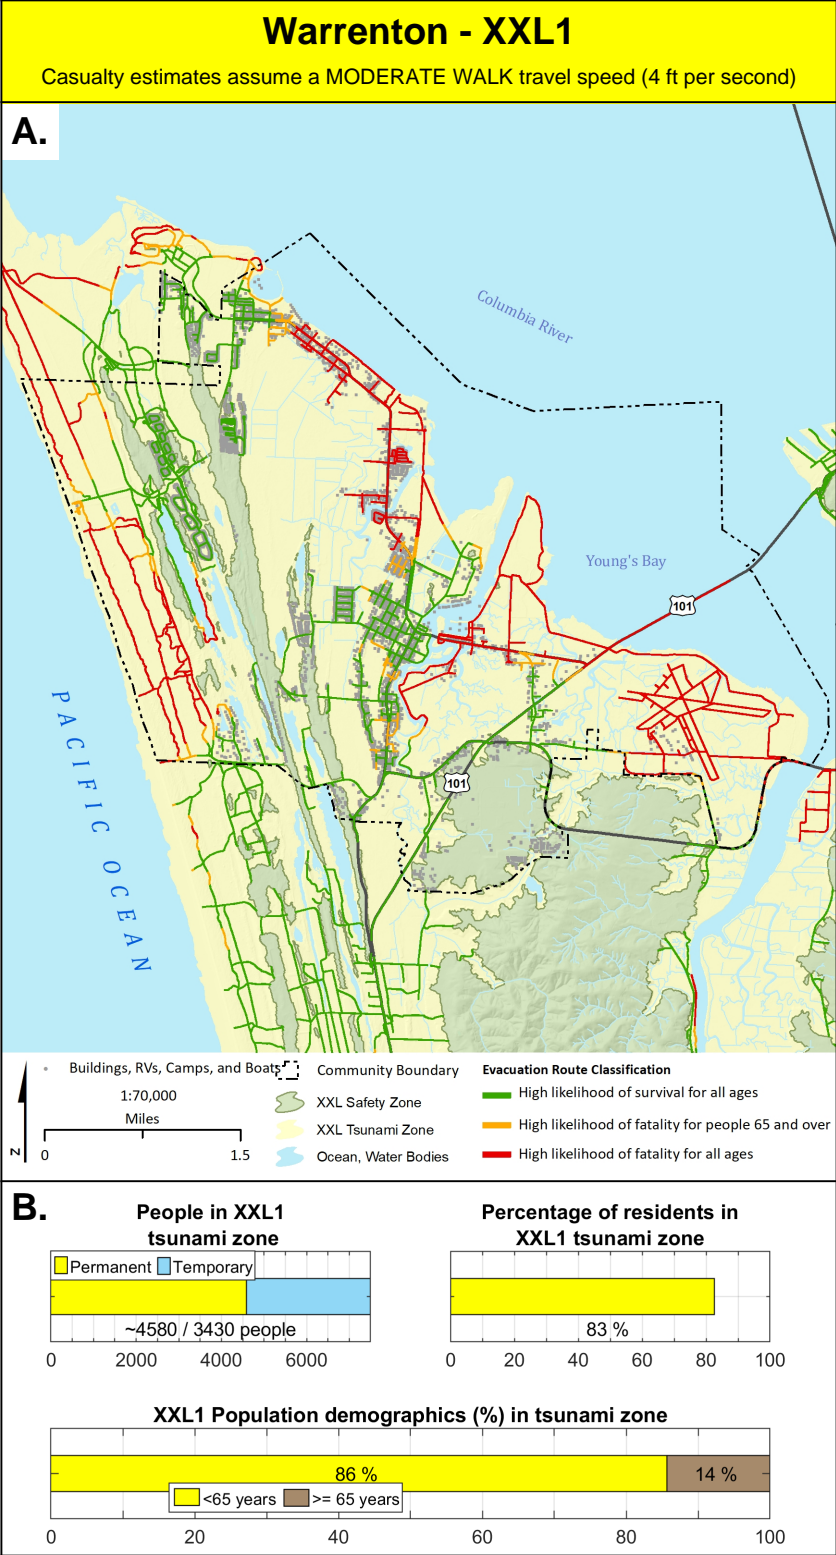 Warrenton - XXL1
Casualty estimates assume a MODERATE WALK travel speed (4 ft per second)
A.
Columbia River
Young's Bay
101
PACIFIC OCEAN
101
Buildings, RVs, Camps, and Boats
1:70,000
Miles
0 1.5
N
Community Boundary
XXL Safety Zone
XXL Tsunami Zone
Ocean, Water Bodies
Evacuation Route Classification
High likelihood of survival for all ages
High likelihood of fatality for people 65 and over
High likelihood of fatality for all ages
B.
People in XXL1
tsunami zone
Permanent Temporary
~4580 / 3430 people
0 2000 4000 6000
Percentage of residents in
XXL1 tsunami zone
83 %
0 20 40 60 80 100
XXL1 Population demographics (%) in tsunami zone
86 % 14 %
<65 years >= 65 years
0 20 40 60 80 100